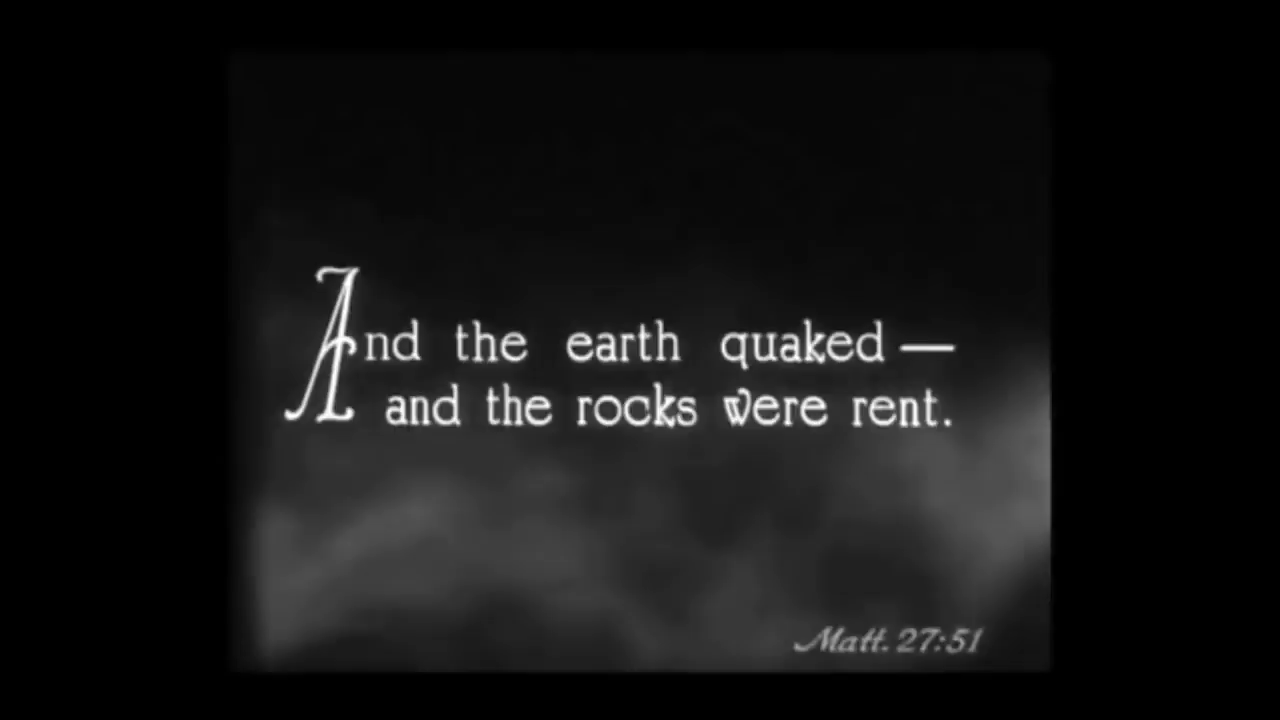 And the earth quaked —
and the rocks were rent.
Matt. 27:51